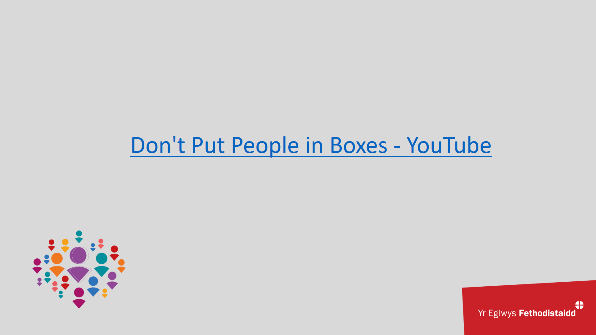 Don't Put People in Boxes - YouTube
Yr Eglwys Fethodistaidd